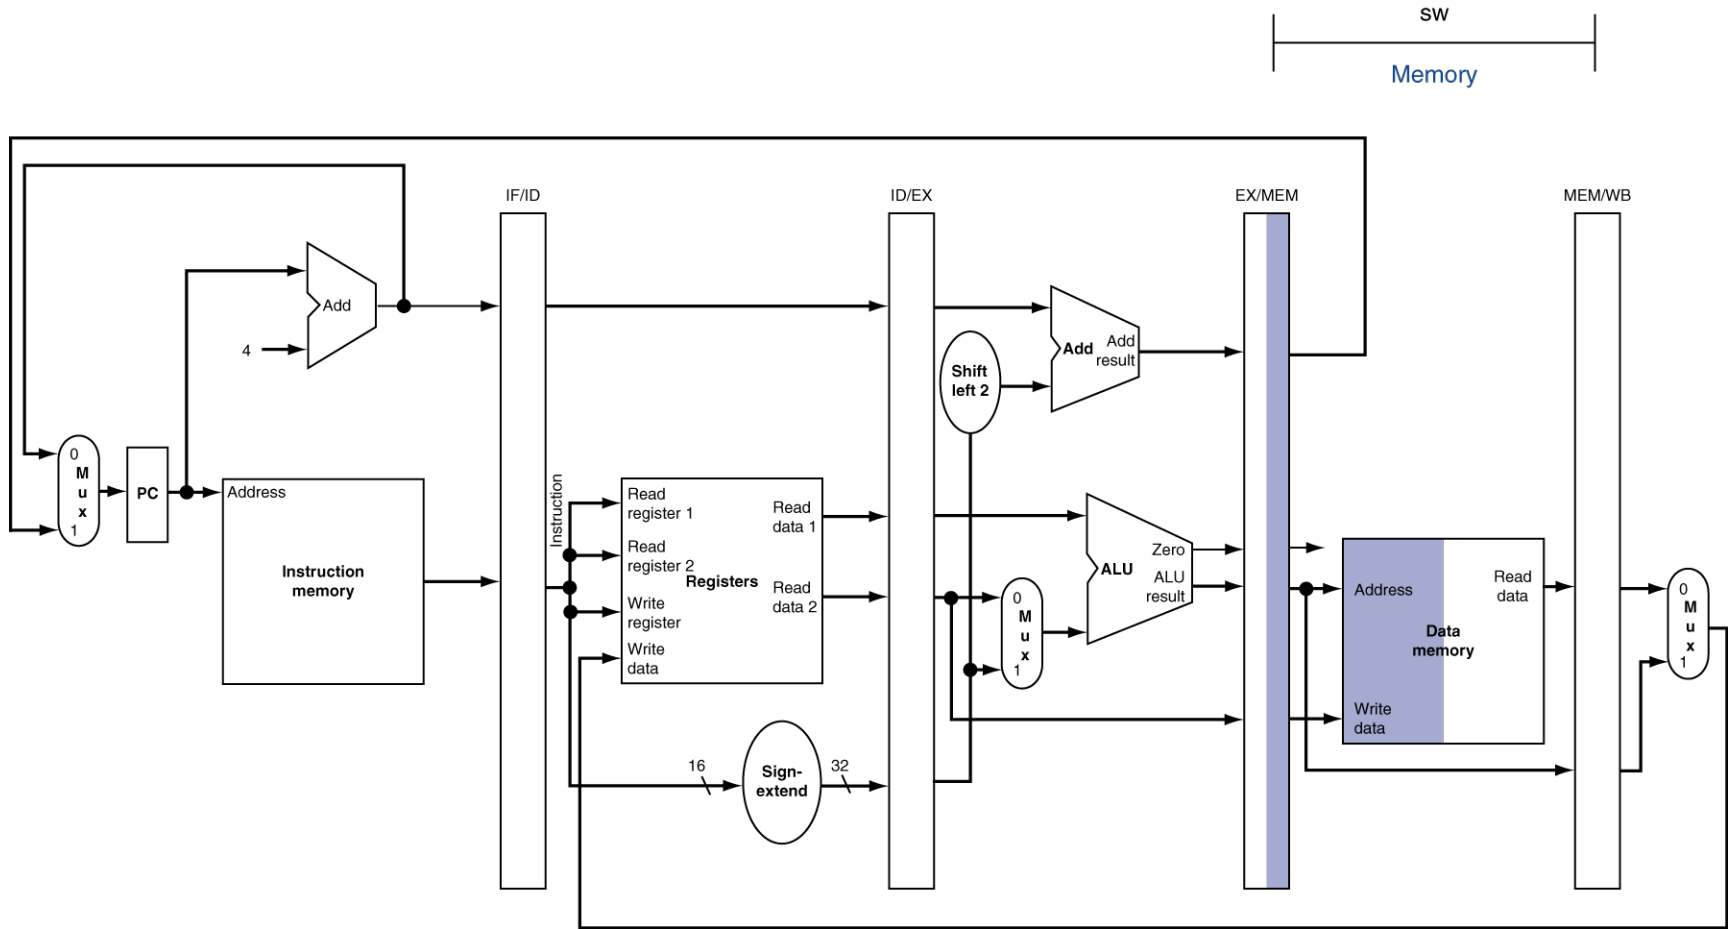 SW
Memory
IF/ID
ID/EX
EX/MEM
MEM/WB
Add
4
Shift
left 2
Add
Add
result
0
M
u
x
1
PC
Address
Instruction
memory
Instruction
Read
register 1
Read
register 2
Write
register
Write
data
Registers
Read
data 1
Read
data 2
16
Sign-
extend
32
0
M
u
x
1
ALU
Zero
ALU
result
Address
Read
data
Data
memory
Write
data
0
M
u
x
1